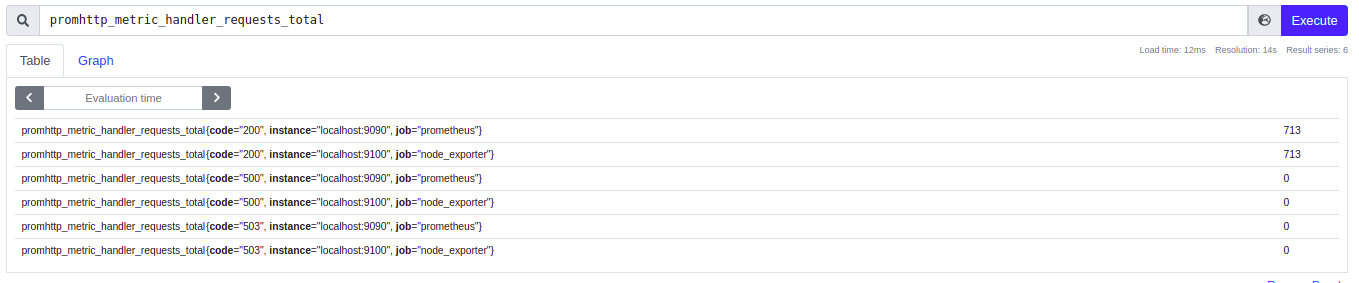 promhttp_metric_handler_requests_total
Execute
Table
Graph
Load time: 12ms Resolution: 14s Result series: 6
Evaluation time
promhttp_metric_handler_requests_total{code="200", instance="localhost:9090", job="prometheus"} 713
promhttp_metric_handler_requests_total{code="200", instance="localhost:9100", job="node_exporter"} 713
promhttp_metric_handler_requests_total{code="500", instance="localhost:9090", job="prometheus"} 0
promhttp_metric_handler_requests_total{code="500", instance="localhost:9100", job="node_exporter"} 0
promhttp_metric_handler_requests_total{code="503", instance="localhost:9090", job="prometheus"} 0
promhttp_metric_handler_requests_total{code="503", instance="localhost:9100", job="node_exporter"} 0